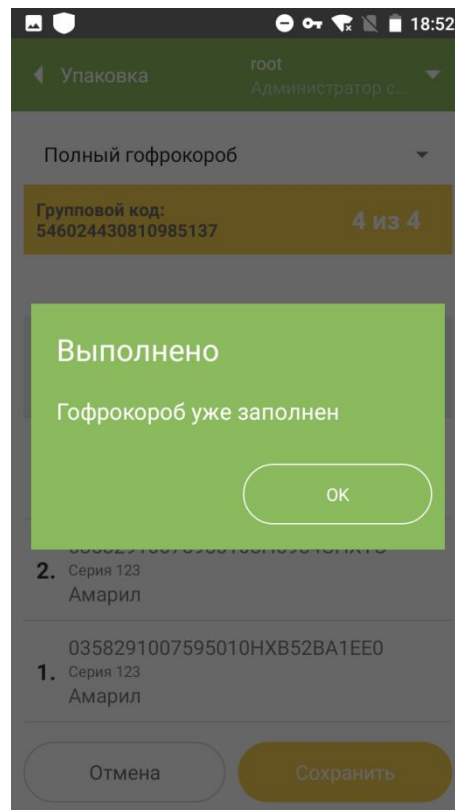 18:52
Упаковка
root
Администратор с...
Полный гофрокороб
Групповой код:
546024430810985137
4 из 4
Выполнено
Гофрокороб уже заполнен
OK
2. Серия 123
Амарил
0358291007595010HXB52BA1EE0
1. Серия 123
Амарил
Отмена
Сохранить